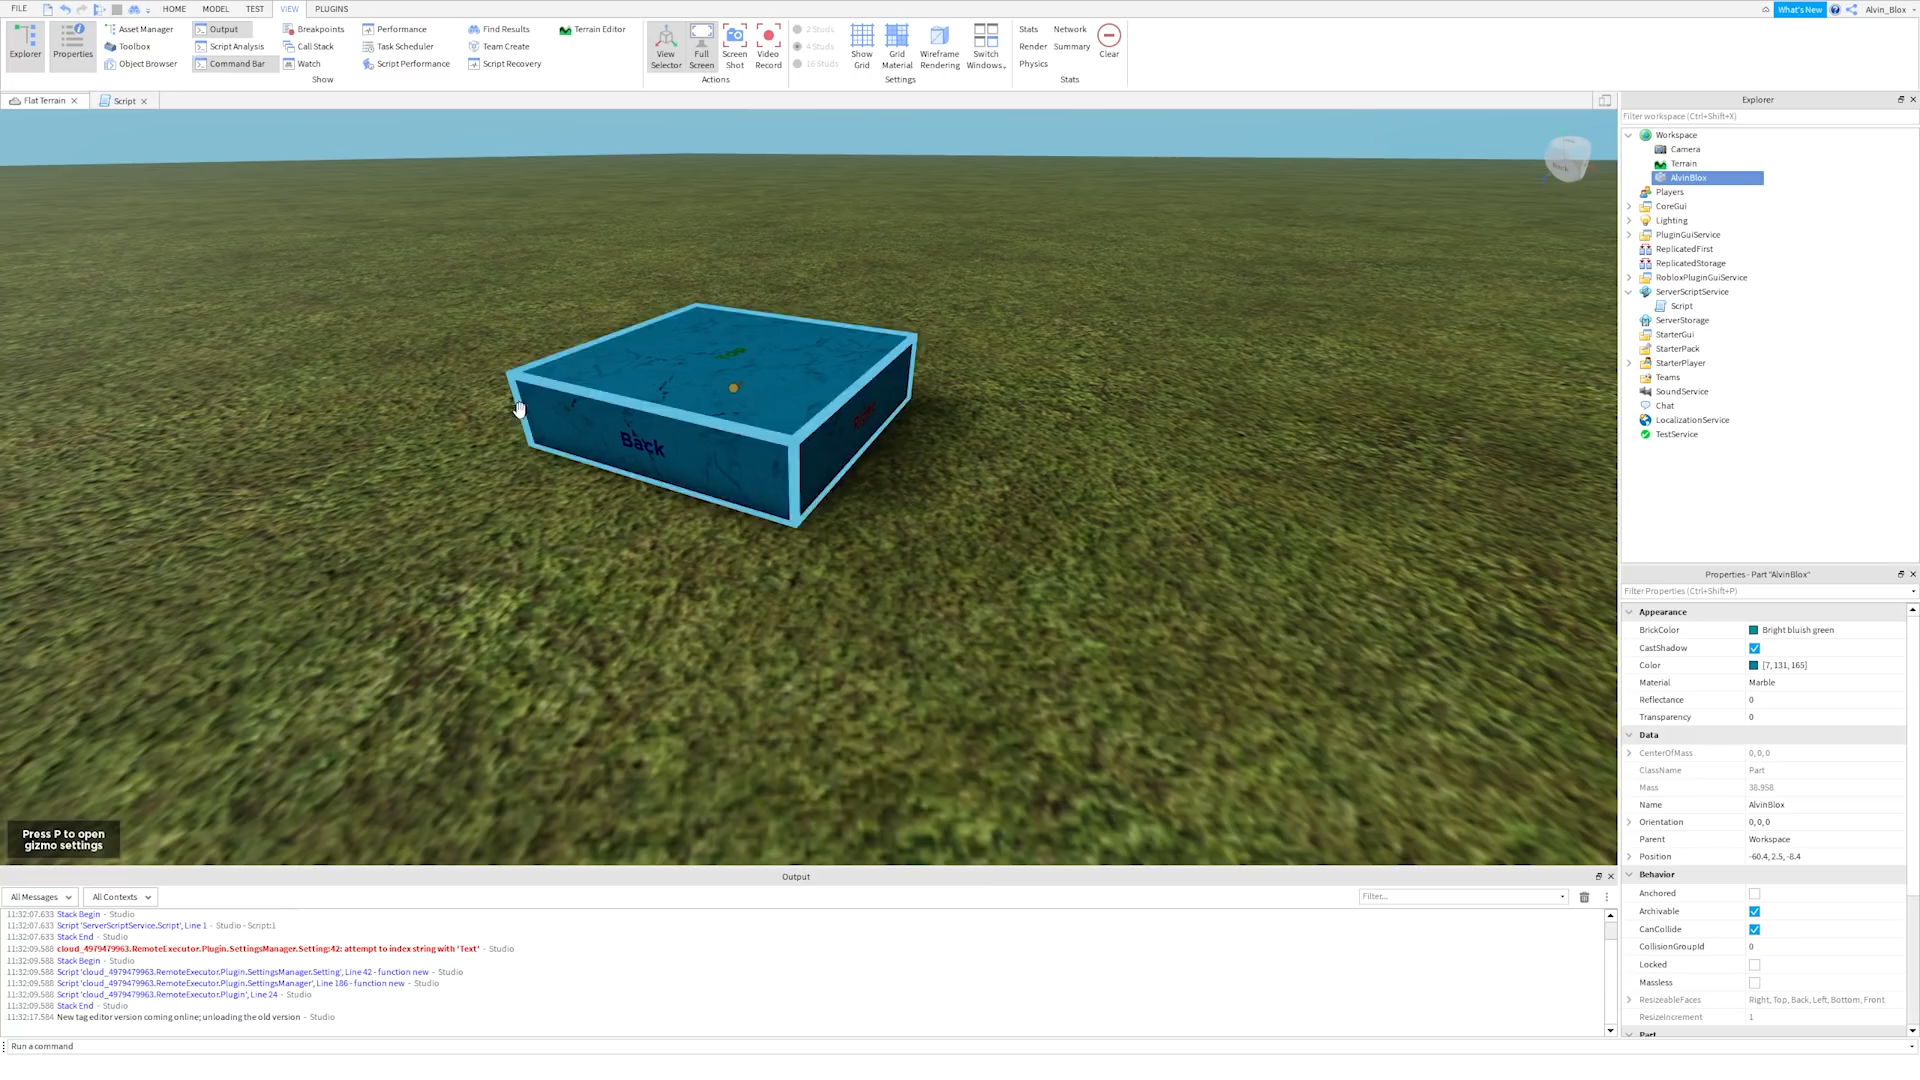 FILE HOME MODEL TEST VIEW PLUGINS What's New Alvin_Blox
Explorer
Properties
Asset Manager
Toolbox
Object Browser
Output
Script Analysis
Command Bar
Breakpoints
Call Stack
Watch
Performance
Task Scheduler
Script Performance
Find Results
Team Create
Script Recovery
Terrain Editor
Show
View Selector
Full Screen
Screen Shot
Video Record
Actions
2 Studs
4 Studs
16 Studs
Show Grid
Grid Material
Wireframe Rendering
Switch Windows
Settings
Stats
Render
Physics
Network
Summary
Clear
Stats
Flat Terrain
Script
Back
Press P to open
gizmo settings
Explorer
Filter workspace (Ctrl+Shift+X)
Workspace
Camera
Terrain
AlvinBlox
Players
CoreGui
Lighting
PluginGuiService
ReplicatedFirst
ReplicatedStorage
RobloxPluginGuiService
ServerScriptService
Script
ServerStorage
StarterGui
StarterPack
StarterPlayer
Teams
SoundService
Chat
LocalizationService
TestService
Properties - Part "AlvinBlox"
Filter Properties (Ctrl+Shift+P)
Appearance
BrickColor Bright bluish green
CastShadow
Color [7, 131, 165]
Material Marble
Reflectance 0
Transparency 0
Data
CenterOfMass 0, 0, 0
ClassName Part
Mass 38.958
Name AlvinBlox
Orientation 0, 0, 0
Parent Workspace
Position -60.4, 2.5, -8.4
Behavior
Anchored
Archivable
CanCollide
CollisionGroupId 0
Locked
Massless
ResizeableFaces Right, Top, Back, Left, Bottom, Front
ResizeIncrement 1
Part
Output
All Messages All Contexts Filter...
11:32:07.633 Stack Begin - Studio
11:32:07.633 Script 'ServerScriptService.Script', Line 1 - Studio - Script:1
11:32:07.633 Stack End - Studio
11:32:09.588 cloud_4979479963.RemoteExecutor.Plugin.SettingsManager.Setting:42: attempt to index string with 'Text' - Studio
11:32:09.588 Stack Begin - Studio
11:32:09.588 Script 'cloud_4979479963.RemoteExecutor.Plugin.SettingsManager.Setting', Line 42 - function new - Studio
11:32:09.588 Script 'cloud_4979479963.RemoteExecutor.Plugin.SettingsManager', Line 186 - function new - Studio
11:32:09.588 Script 'cloud_4979479963.RemoteExecutor.Plugin', Line 24 - Studio
11:32:09.588 Stack End - Studio
11:32:17.584 New tag editor version coming online; unloading the old version - Studio
Run a command